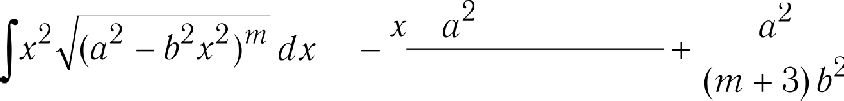 ∫x²√(a² − b²x²)ᵐ dx − x a² / + a² / (m + 3) b²